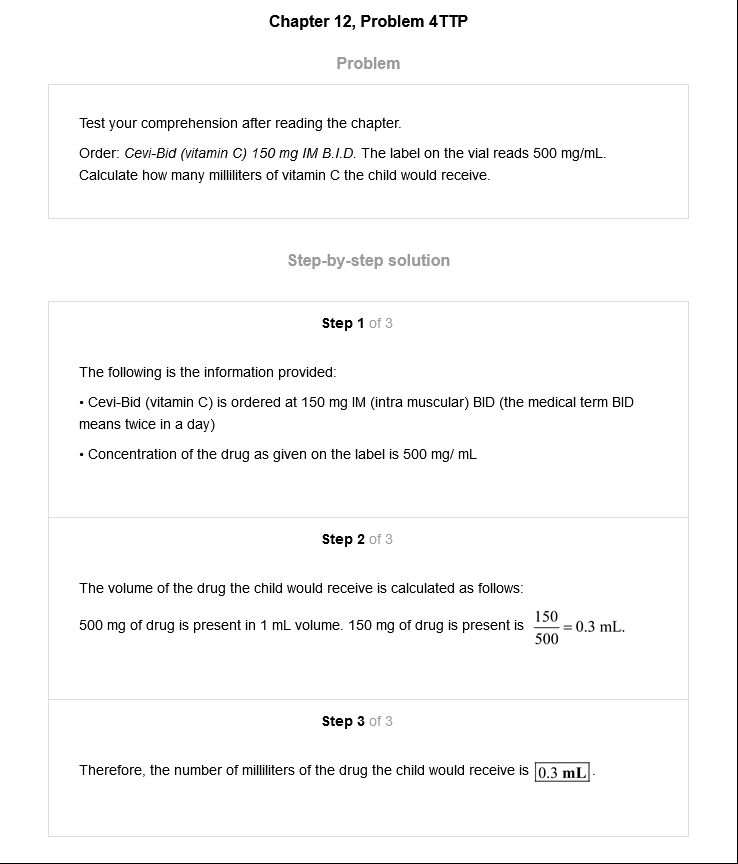 Chapter 12, Problem 4TTP
Problem
Test your comprehension after reading the chapter.
Order: Cevi-Bid (vitamin C) 150 mg IM B.I.D. The label on the vial reads 500 mg/mL.
Calculate how many milliliters of vitamin C the child would receive.
Step-by-step solution
Step 1 of 3
The following is the information provided:
• Cevi-Bid (vitamin C) is ordered at 150 mg IM (intra muscular) BID (the medical term BID
means twice in a day)
• Concentration of the drug as given on the label is 500 mg/ mL
Step 2 of 3
The volume of the drug the child would receive is calculated as follows:
500 mg of drug is present in 1 mL volume. 150 mg of drug is present is 150/500 = 0.3 mL.
Step 3 of 3
Therefore, the number of milliliters of the drug the child would receive is 0.3 mL.